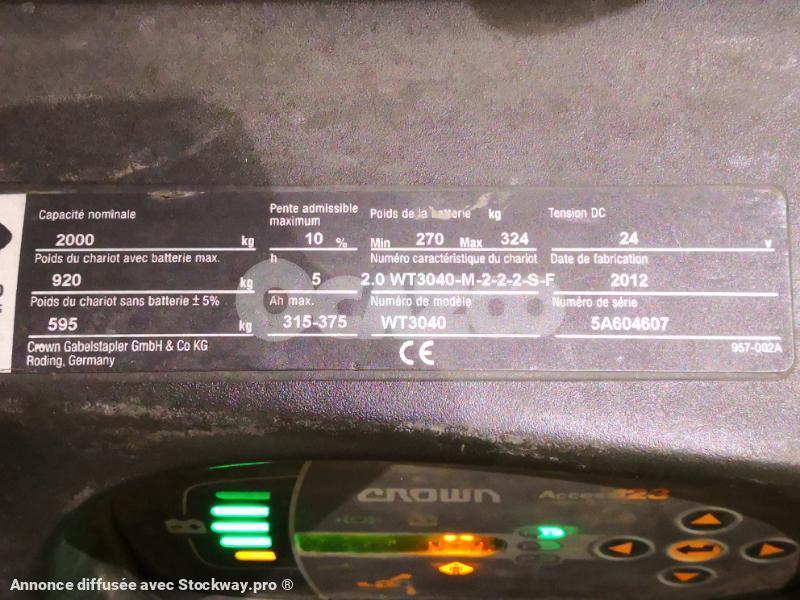 Capacité nominale
2000 kg
Pente admissible
maximum
10 %
Poids de la batterie kg
Min 270 Max 324
Tension DC
24 v
Poids du chariot avec batterie max.
920 kg
h
5
Numéro caractéristique du chariot
2.0 WT3040-M-2-2-2-S-F
Date de fabrication
2012
Poids du chariot sans batterie ± 5%
595 kg
Ah max.
315-375
Numéro de modèle
WT3040
Numéro de série
5A604607
Crown Gabelstapler GmbH & Co KG
Roding, Germany
CE
957-002A
OCAZOO
CROWN
Access 123
Annonce diffusée avec Stockway.pro ®